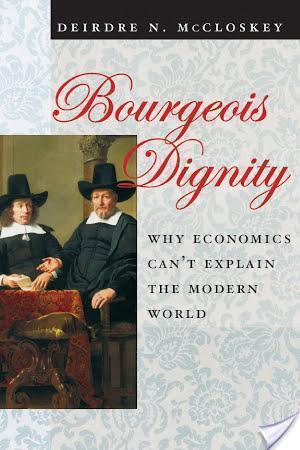 DEIRDRE N. McCLOSKEY
Bourgeois
Dignity
WHY ECONOMICS
CAN'T EXPLAIN
THE MODERN
WORLD